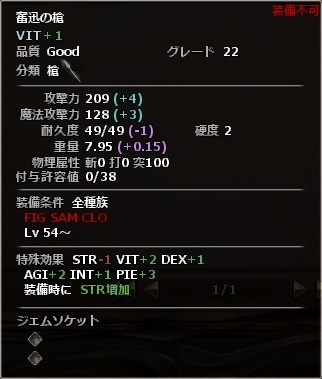 奮迅の槍
装備不可
VIT+1
品質 Good グレード 22
分類 槍
攻撃力 209 (+4)
魔法攻撃力 128 (+3)
耐久度 49/49 (-1) 硬度 2
重量 7.95 (+0.15)
物理属性 斬0 打0 突100
付与許容値 0/38
装備条件 全種族
FIG SAM CLO
Lv 54～
特殊効果 STR-1 VIT+2 DEX+1
AGI+2 INT+1 PIE+3
装備時に STR増加
1/1
ジェムソケット